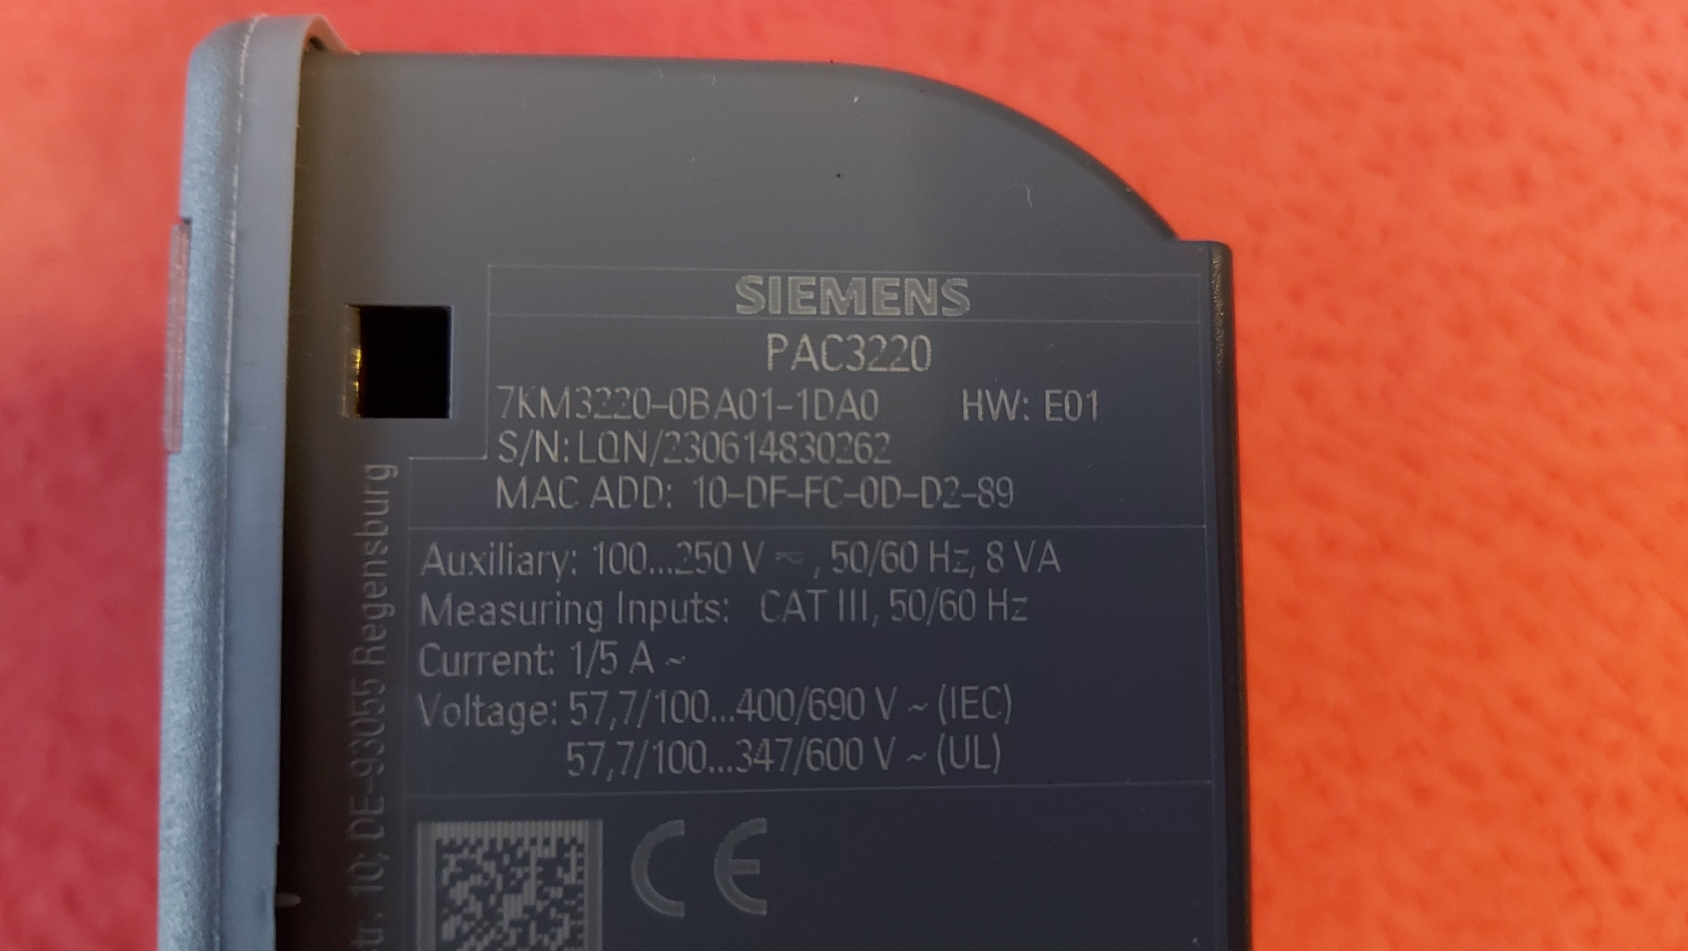 SIEMENS
PAC3220
7KM3220-0BA01-1DA0 HW: E01
S/N: LQN/230614830262
MAC ADD: 10-DF-FC-0D-D2-89
Auxiliary: 100...250 V ⎓, 50/60 Hz, 8 VA
Measuring Inputs: CAT III, 50/60 Hz
Current: 1/5 A ~
Voltage: 57,7/100...400/690 V ~ (IEC)
57,7/100...347/600 V ~ (UL)
CE
tr. 10; DE-93055 Regensburg